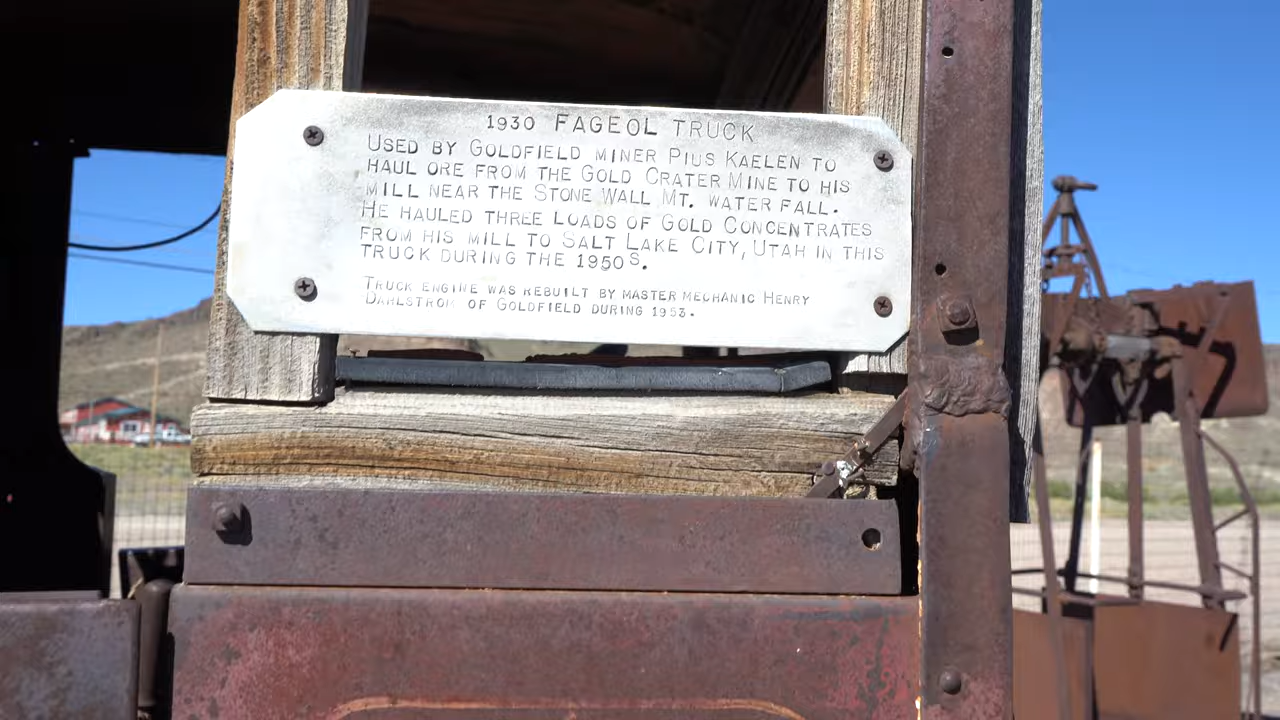 1930 FAGEOL TRUCK
USED BY GOLDFIELD MINER PIUS KAELEN TO
HAUL ORE FROM THE GOLD CRATER MINE TO HIS
MILL NEAR THE STONE WALL MT. WATER FALL.
HE HAULED THREE LOADS OF GOLD CONCENTRATES
FROM HIS MILL TO SALT LAKE CITY, UTAH IN THIS
TRUCK DURING THE 1950S.
TRUCK ENGINE WAS REBUILT BY MASTER MECHANIC HENRY
DAHLSTROM OF GOLDFIELD DURING 1953.